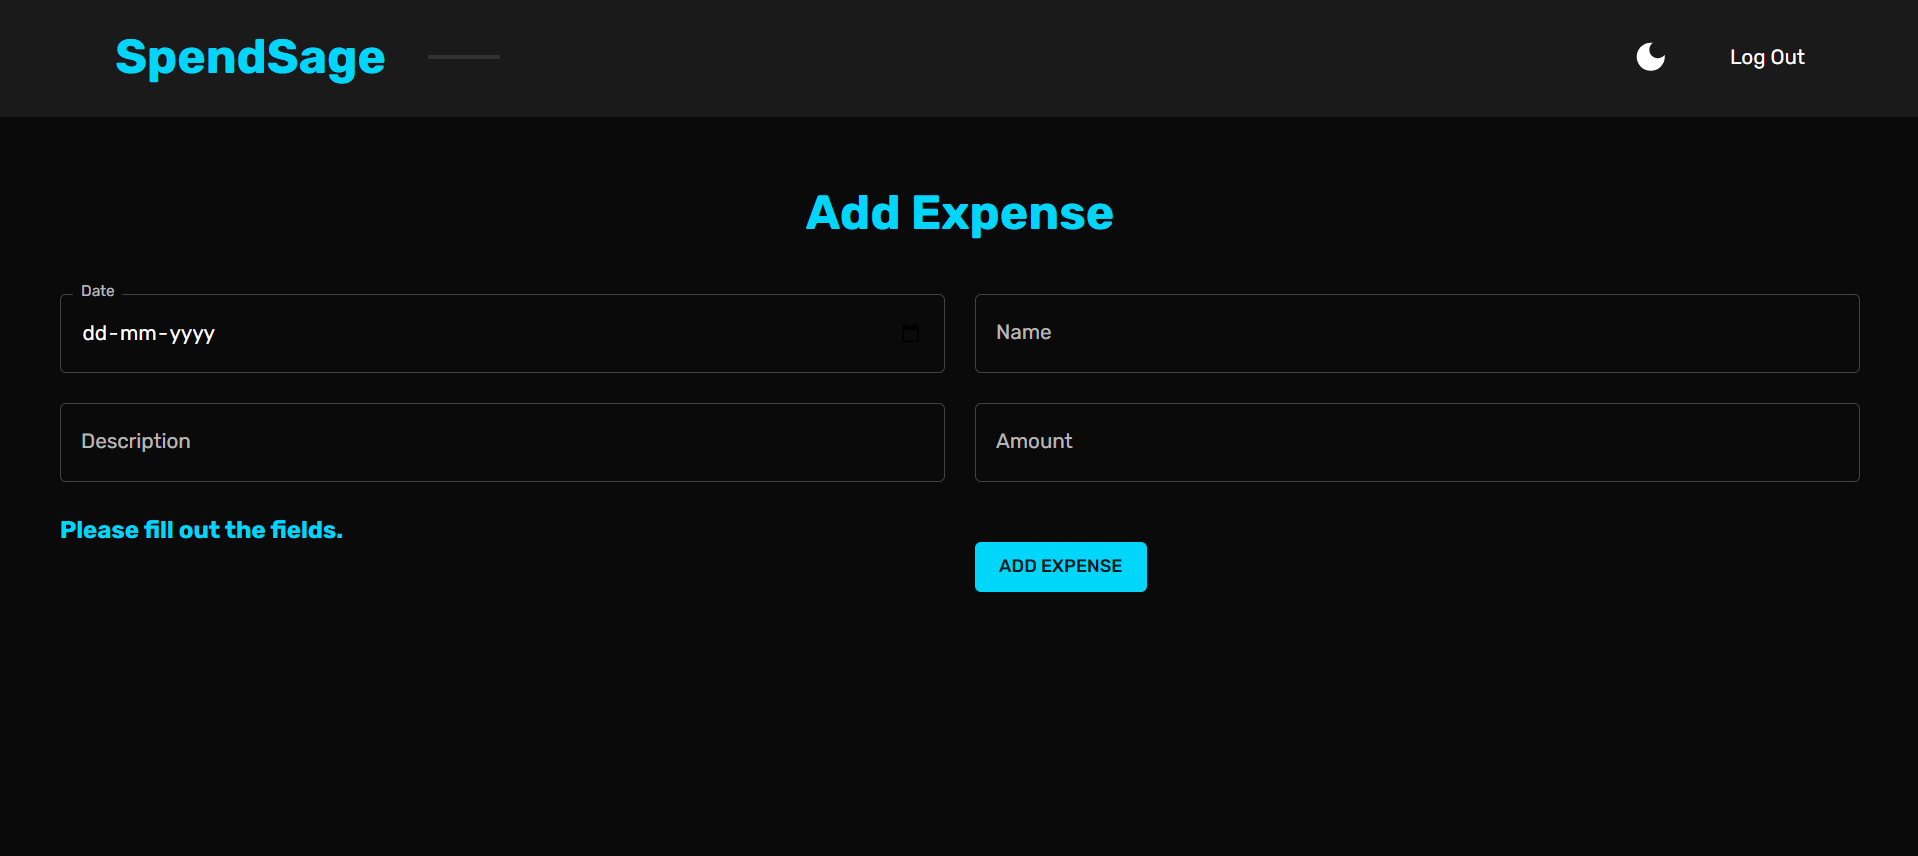 SpendSage
Log Out
Add Expense
Date
dd-mm-yyyy
Name
Description
Amount
Please fill out the fields.
ADD EXPENSE